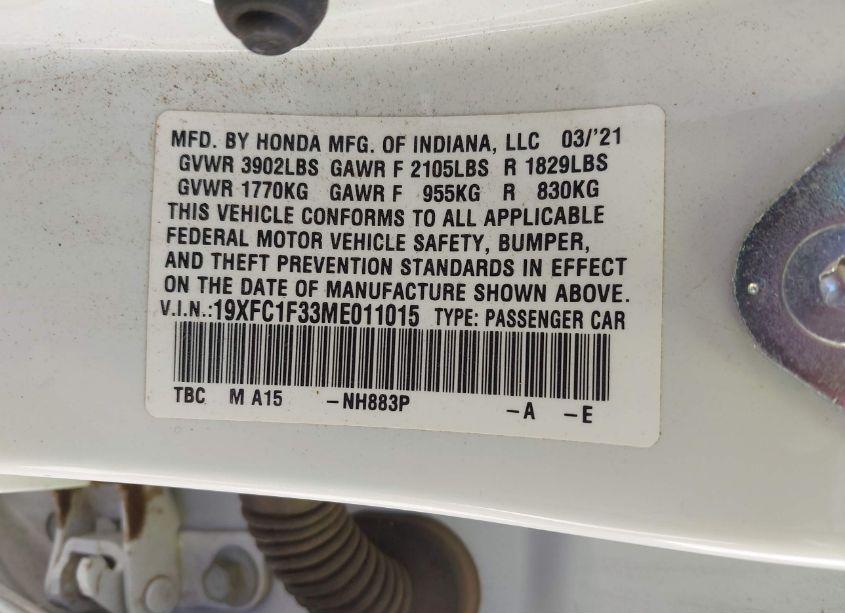 MFD. BY HONDA MFG. OF INDIANA, LLC 03/'21
GVWR 3902LBS GAWR F 2105LBS R 1829LBS
GVWR 1770KG GAWR F 955KG R 830KG
THIS VEHICLE CONFORMS TO ALL APPLICABLE
FEDERAL MOTOR VEHICLE SAFETY, BUMPER,
AND THEFT PREVENTION STANDARDS IN EFFECT
ON THE DATE OF MANUFACTURE SHOWN ABOVE.
V.I.N.:19XFC1F33ME011015 TYPE: PASSENGER CAR
TBC M A15 -NH883P -A -E